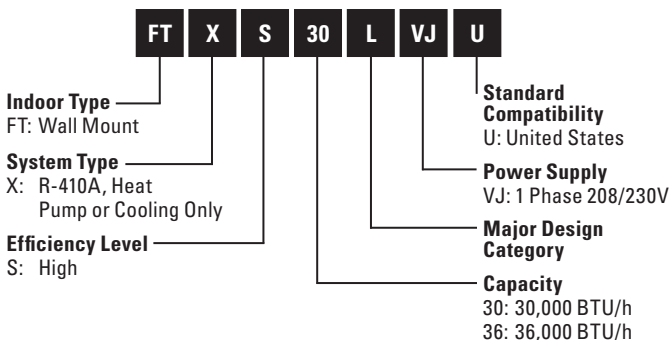 FT X S 30 L VJ U
Indoor Type
FT: Wall Mount
System Type
X: R-410A, Heat
Pump or Cooling Only
Efficiency Level
S: High
Standard
Compatibility
U: United States
Power Supply
VJ: 1 Phase 208/230V
Major Design
Category
Capacity
30: 30,000 BTU/h
36: 36,000 BTU/h